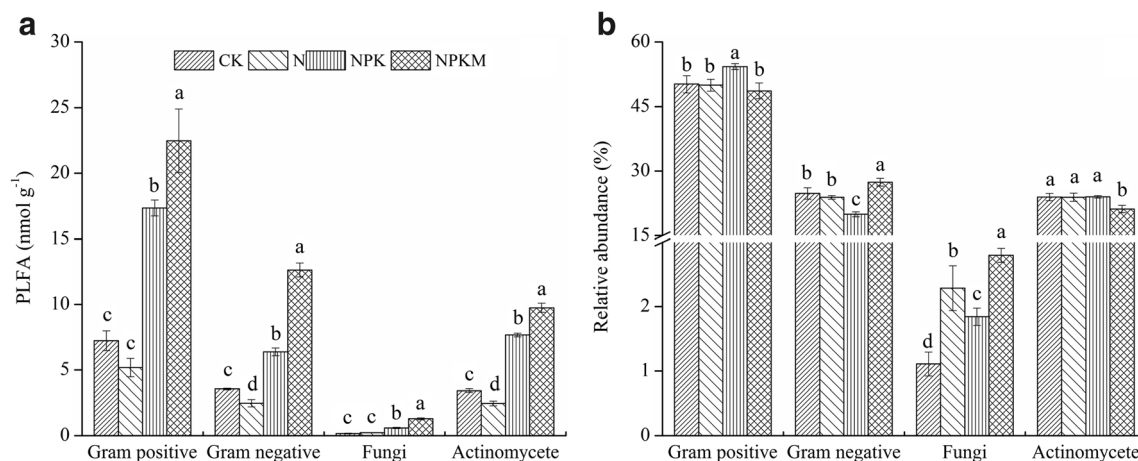 a
PLFA (nmol g⁻¹)
30
25
20
15
10
5
0
CK N NPK NPKM
c c b a
c d b a
c c b a
c d b a
Gram positive Gram negative Fungi Actinomycete
b
Relative abundance (%)
60
45
30
15
2
1
0
b b a b
b b c a
d b c a
a a a b
Gram positive Gram negative Fungi Actinomycete